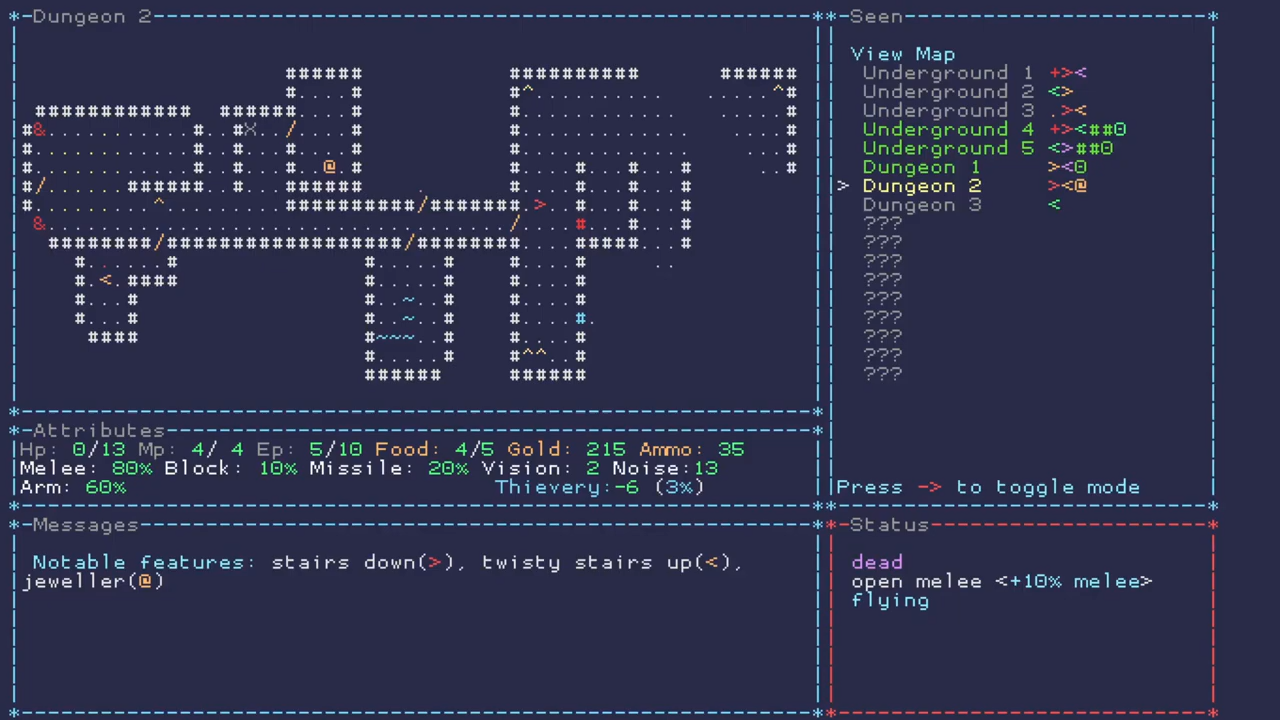 Dungeon 2
Attributes
Hp: 0/13 Mp: 4/ 4 Ep: 5/10 Food: 4/5 Gold: 215 Ammo: 35
Melee: 80% Block: 10% Missile: 20% Vision: 2 Noise:13
Arm: 60% Thievery:-6 (3%)
Messages
Notable features: stairs down(>), twisty stairs up(<),
jeweller(@)
Seen
View Map
Underground 1 +><
Underground 2 <>
Underground 3 .><
Underground 4 +><##0
Underground 5 <>##0
Dungeon 1 ><0
> Dungeon 2 ><@
Dungeon 3 <
???
???
???
???
???
???
???
???
???
Press -> to toggle mode
Status
dead
open melee <+10% melee>
flying